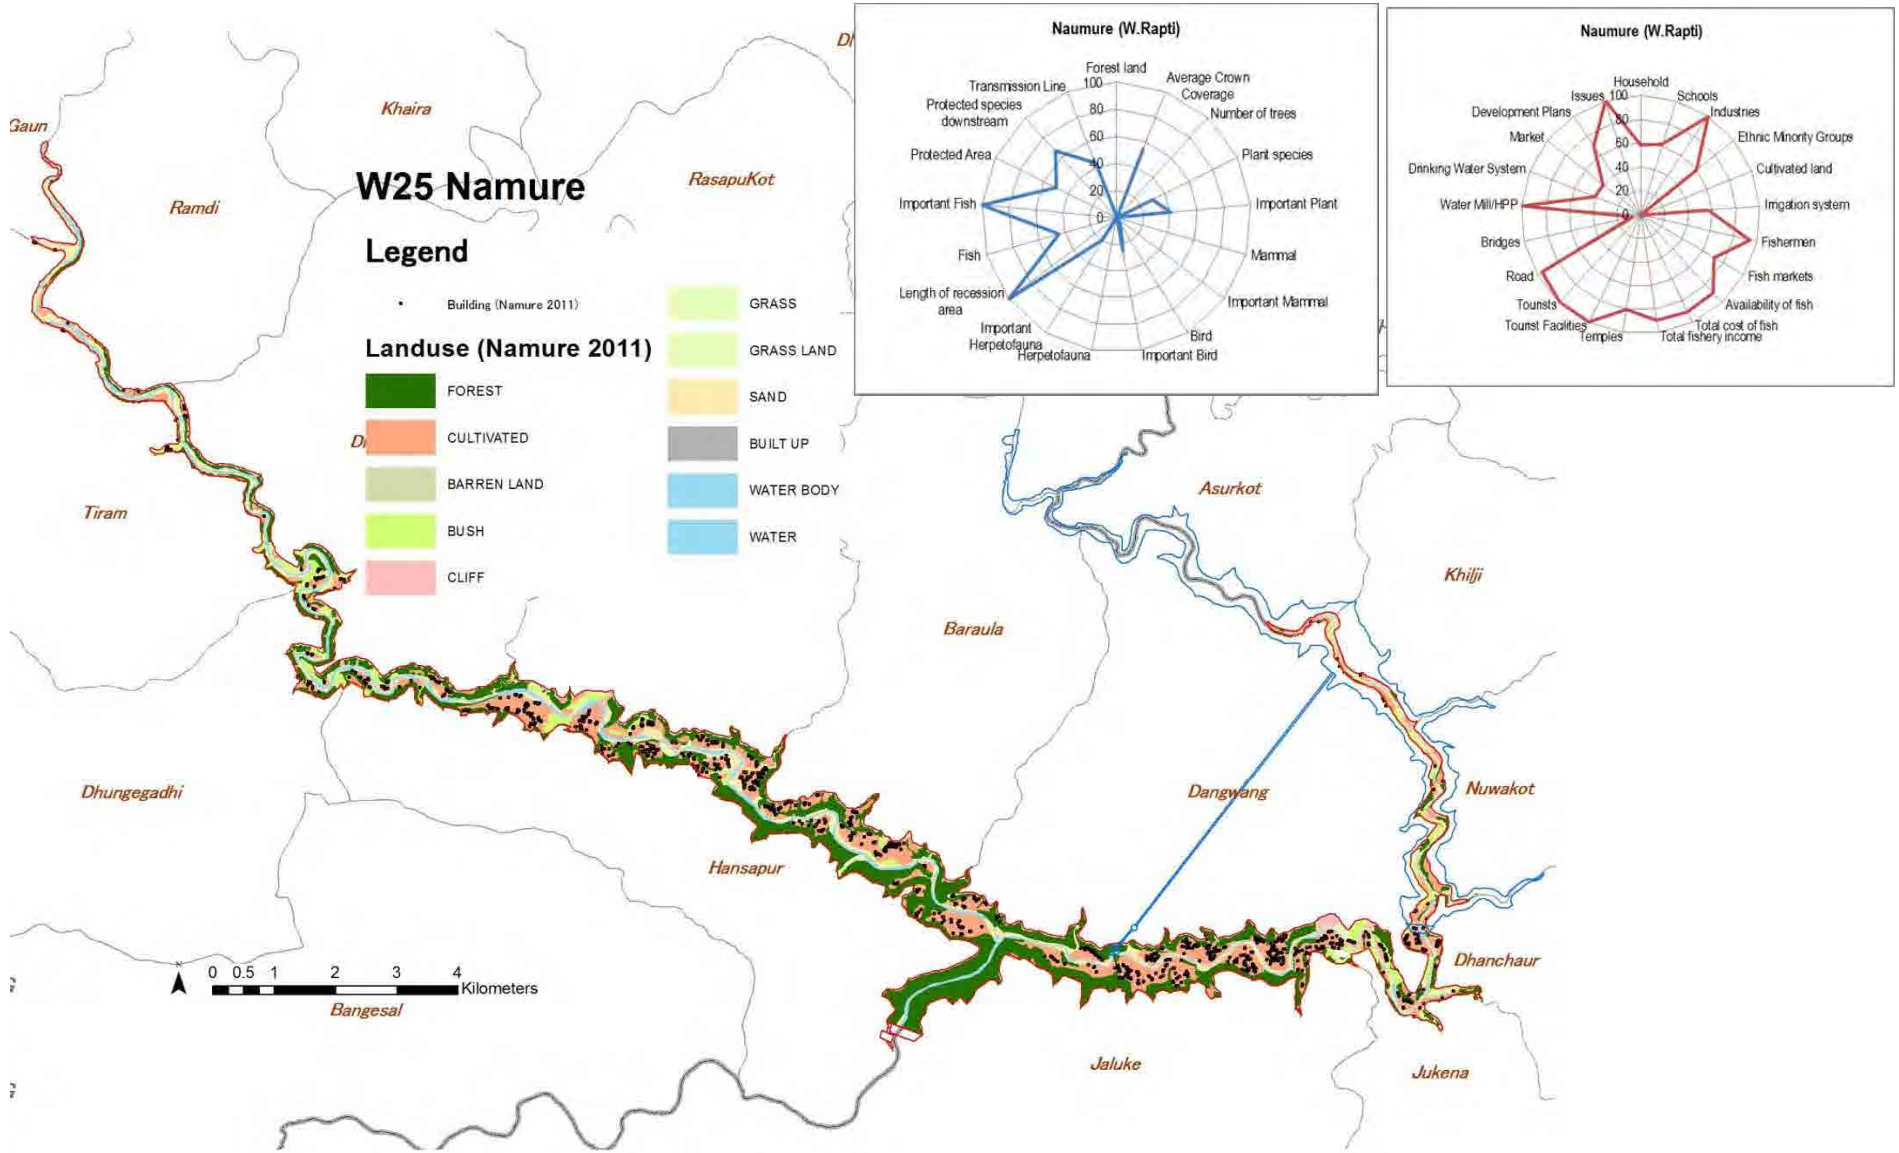 W25 Namure
Legend
Building (Namure 2011)
Landuse (Namure 2011)
FOREST
CULTIVATED
BARREN LAND
BUSH
CLIFF
GRASS
GRASS LAND
SAND
BUILT UP
WATER BODY
WATER
Naumure (W.Rapti)
Forest land
Average Crown
Coverage
Number of trees
Plant species
Important Plant
Mammal
Important Mammal
Bird
Important Bird
Herpetofauna
Important
Herpetofauna
Length of recession
area
Fish
Important Fish
Protected Area
Protected species
downstream
Transmission Line
100
80
60
40
20
0
Naumure (W.Rapti)
Household
Schools
Industries
Ethnic Minority Groups
Cultivated land
Irrigation system
Fishermen
Fish markets
Availability of fish
Total cost of fish
Total fishery income
Temples
Tourist Facilities
Tourists
Road
Bridges
Water Mill/HPP
Drinking Water System
Market
Development Plans
Issues
100
80
60
40
20
0
Gaun
Khaira
Ramdi
RasapuKot
Tiram
Asurkot
Khilji
Baraula
Dhungegadhi
Dangwang
Nuwakot
Hansapur
Dhanchaur
Bangesal
Jaluke
Jukena
0 0.5 1 2 3 4
Kilometers